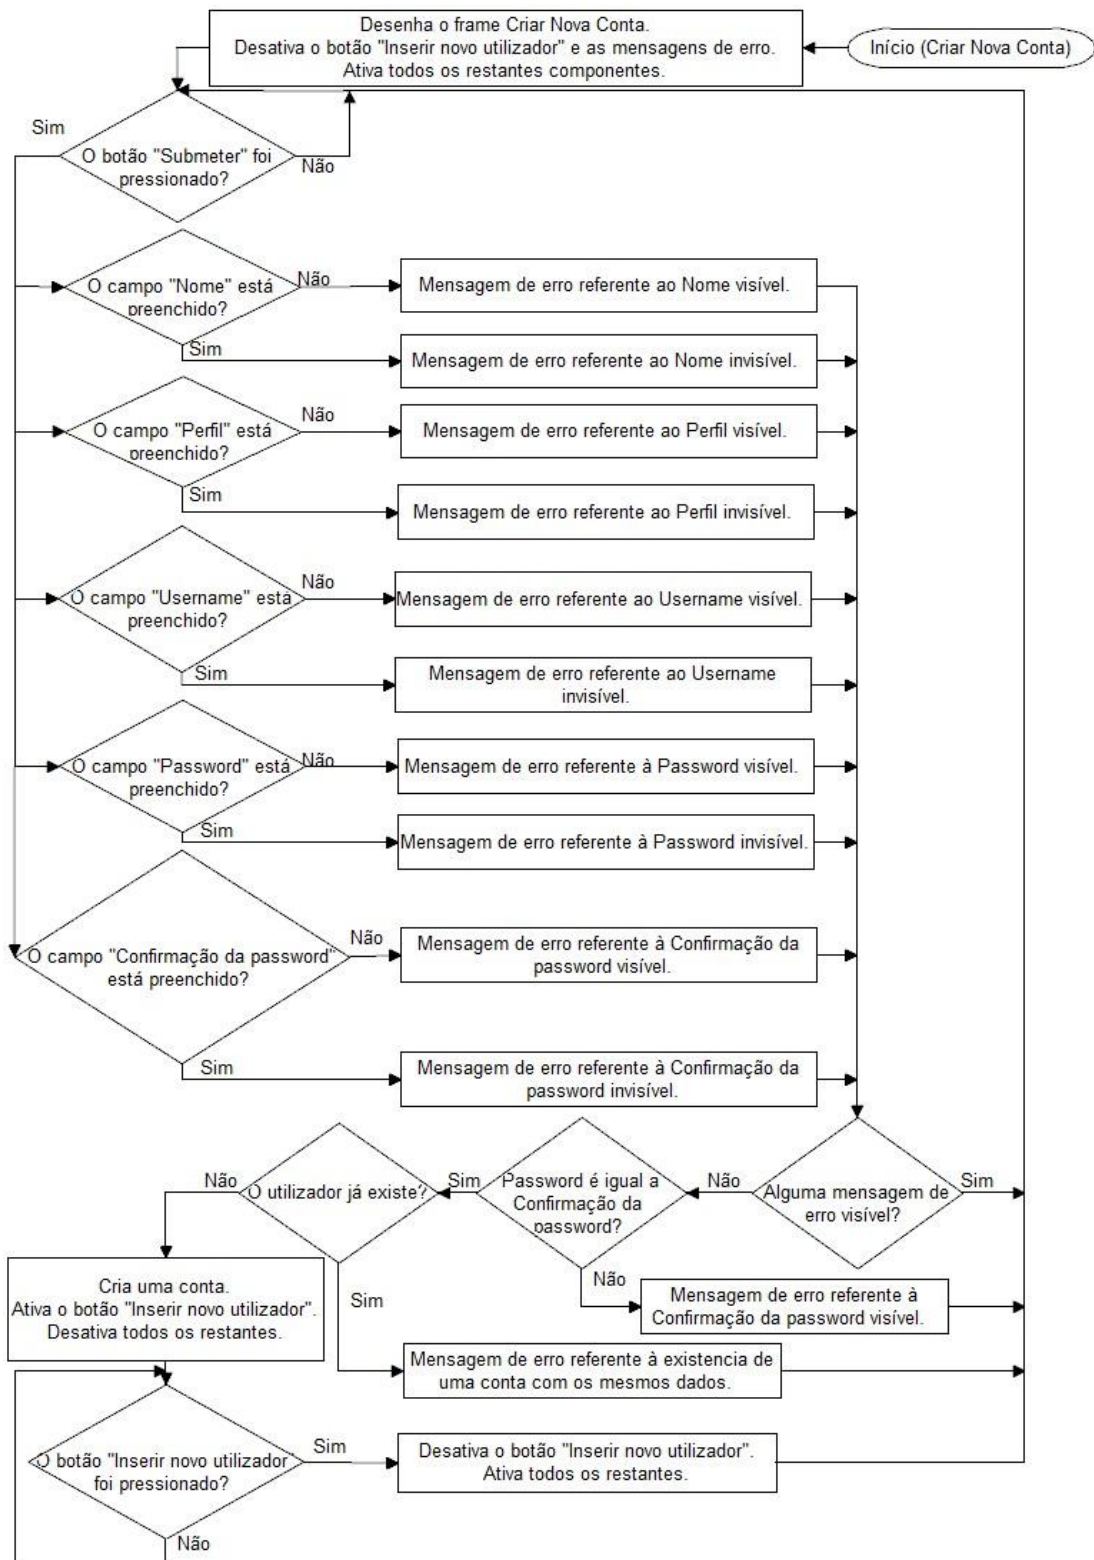 Desenha o frame Criar Nova Conta.
Desativa o botão "Inserir novo utilizador" e as mensagens de erro.
Ativa todos os restantes componentes.
Início (Criar Nova Conta)
Sim
O botão "Submeter" foi
pressionado?
Não
O campo "Nome" está
preenchido?
Não
Mensagem de erro referente ao Nome visível.
Sim
Mensagem de erro referente ao Nome invisível.
O campo "Perfil" está
preenchido?
Não
Mensagem de erro referente ao Perfil visível.
Sim
Mensagem de erro referente ao Perfil invisível.
O campo "Username" está
preenchido?
Não
Mensagem de erro referente ao Username visível.
Sim
Mensagem de erro referente ao Username
invisível.
O campo "Password" está
preenchido?
Não
Mensagem de erro referente à Password visível.
Sim
Mensagem de erro referente à Password invisível.
O campo "Confirmação da password"
está preenchido?
Não
Mensagem de erro referente à Confirmação da
password visível.
Sim
Mensagem de erro referente à Confirmação da
password invisível.
Alguma mensagem de
erro visível?
Sim
Não
Password é igual a
Confirmação da
password?
Sim
Não
Mensagem de erro referente à
Confirmação da password visível.
O utilizador já existe?
Não
Sim
Mensagem de erro referente à existencia de
uma conta com os mesmos dados.
Cria uma conta.
Ativa o botão "Inserir novo utilizador".
Desativa todos os restantes.
O botão "Inserir novo utilizador"
foi pressionado?
Sim
Desativa o botão "Inserir novo utilizador".
Ativa todos os restantes.
Não